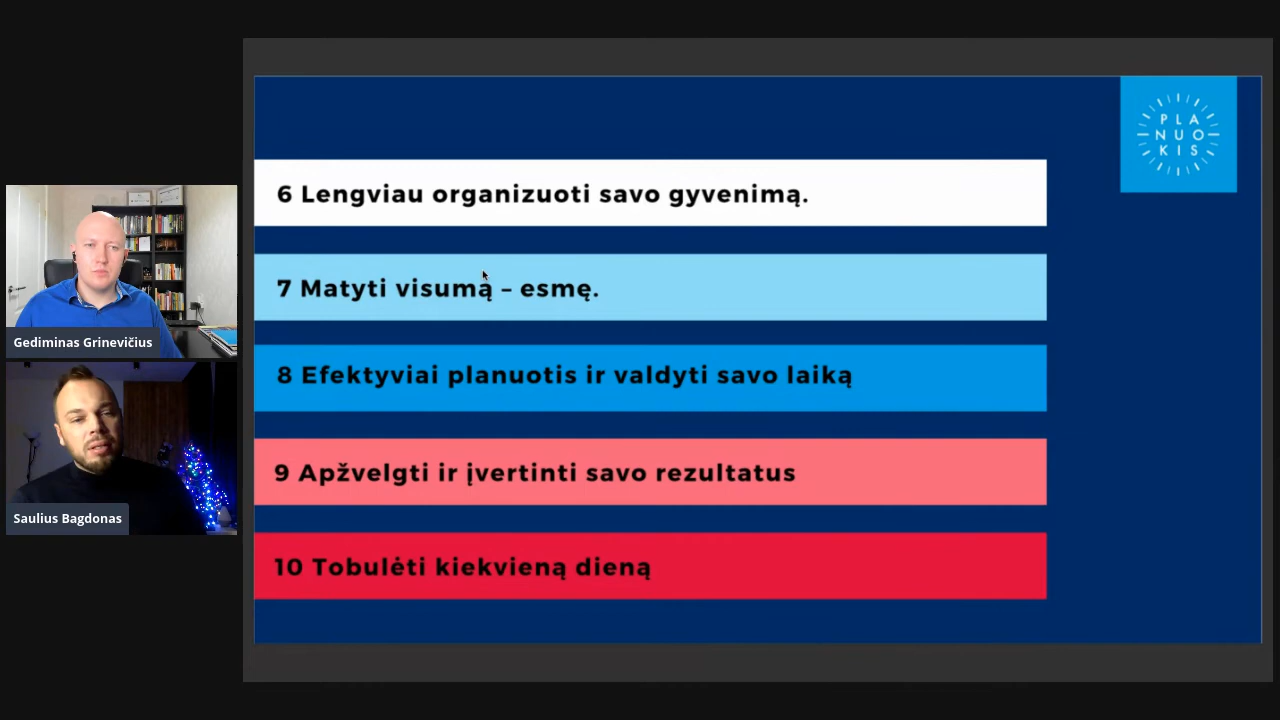 Gediminas Grinevičius
Saulius Bagdonas
PLA
NUO
KIS
6 Lengviau organizuoti savo gyvenimą.
7 Matyti visumą – esmę.
8 Efektyviai planuotis ir valdyti savo laiką
9 Apžvelgti ir įvertinti savo rezultatus
10 Tobulėti kiekvieną dieną